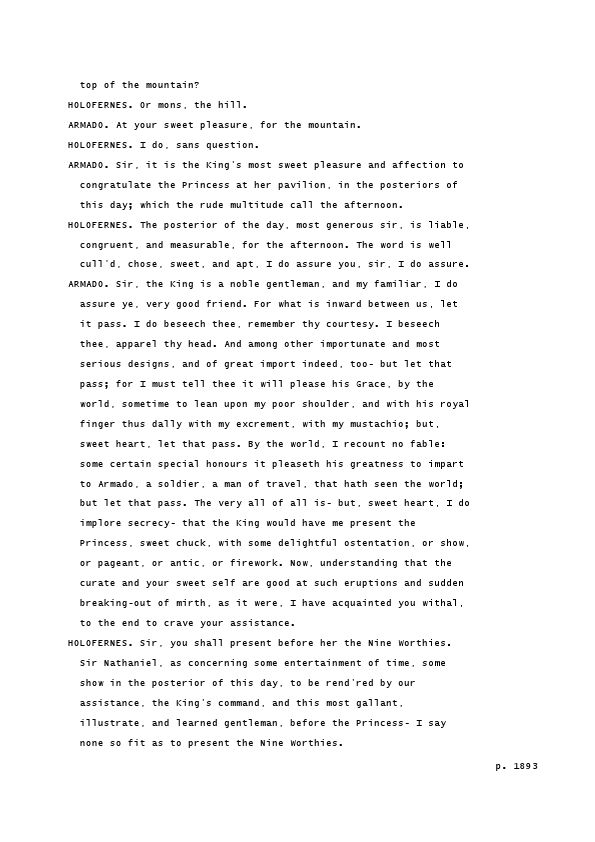 top of the mountain?
HOLOFERNES. Or mons, the hill.
ARMADO. At your sweet pleasure, for the mountain.
HOLOFERNES. I do, sans question.
ARMADO. Sir, it is the King's most sweet pleasure and affection to
congratulate the Princess at her pavilion, in the posteriors of
this day; which the rude multitude call the afternoon.
HOLOFERNES. The posterior of the day, most generous sir, is liable,
congruent, and measurable, for the afternoon. The word is well
cull'd, chose, sweet, and apt, I do assure you, sir, I do assure.
ARMADO. Sir, the King is a noble gentleman, and my familiar, I do
assure ye, very good friend. For what is inward between us, let
it pass. I do beseech thee, remember thy courtesy. I beseech
thee, apparel thy head. And among other importunate and most
serious designs, and of great import indeed, too- but let that
pass; for I must tell thee it will please his Grace, by the
world, sometime to lean upon my poor shoulder, and with his royal
finger thus dally with my excrement, with my mustachio; but,
sweet heart, let that pass. By the world, I recount no fable:
some certain special honours it pleaseth his greatness to impart
to Armado, a soldier, a man of travel, that hath seen the world;
but let that pass. The very all of all is- but, sweet heart, I do
implore secrecy- that the King would have me present the
Princess, sweet chuck, with some delightful ostentation, or show,
or pageant, or antic, or firework. Now, understanding that the
curate and your sweet self are good at such eruptions and sudden
breaking-out of mirth, as it were, I have acquainted you withal,
to the end to crave your assistance.
HOLOFERNES. Sir, you shall present before her the Nine Worthies.
Sir Nathaniel, as concerning some entertainment of time, some
show in the posterior of this day, to be rend'red by our
assistance, the King's command, and this most gallant,
illustrate, and learned gentleman, before the Princess- I say
none so fit as to present the Nine Worthies.
p. 1893